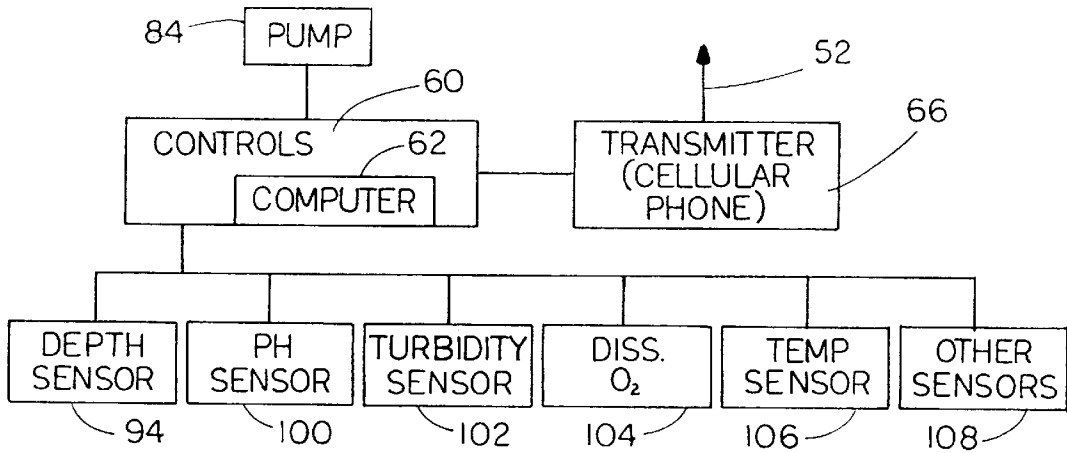 84
PUMP
60
52
CONTROLS
62
COMPUTER
TRANSMITTER
(CELLULAR
PHONE)
66
DEPTH
SENSOR
PH
SENSOR
TURBIDITY
SENSOR
DISS.
O₂
TEMP
SENSOR
OTHER
SENSORS
94
100
102
104
106
108